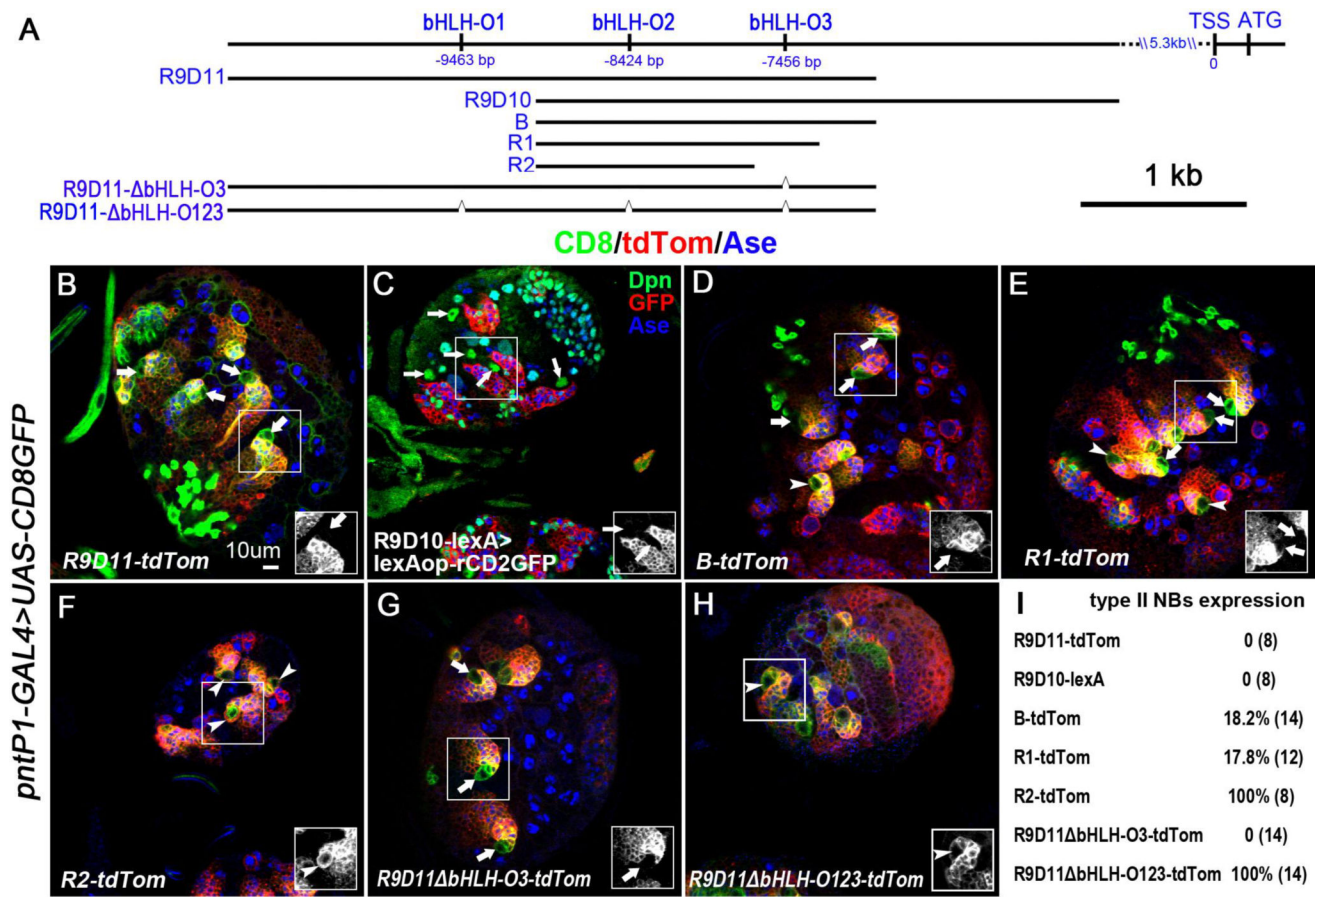 A
bHLH-O1 bHLH-O2 bHLH-O3 TSS ATG
\\5.3kb\\
-9463 bp -8424 bp -7456 bp 0
R9D11
R9D10
B
R1
R2
R9D11-ΔbHLH-O3
R9D11-ΔbHLH-O123
1 kb
CD8/tdTom/Ase
pntP1-GAL4>UAS-CD8GFP
B
10um
R9D11-tdTom
C
Dpn
GFP
Ase
R9D10-lexA>
lexAop-rCD2GFP
D
B-tdTom
E
R1-tdTom
F
R2-tdTom
G
R9D11ΔbHLH-O3-tdTom
H
R9D11ΔbHLH-O123-tdTom
I type II NBs expression
R9D11-tdTom 0 (8)
R9D10-lexA 0 (8)
B-tdTom 18.2% (14)
R1-tdTom 17.8% (12)
R2-tdTom 100% (8)
R9D11ΔbHLH-O3-tdTom 0 (14)
R9D11ΔbHLH-O123-tdTom 100% (14)